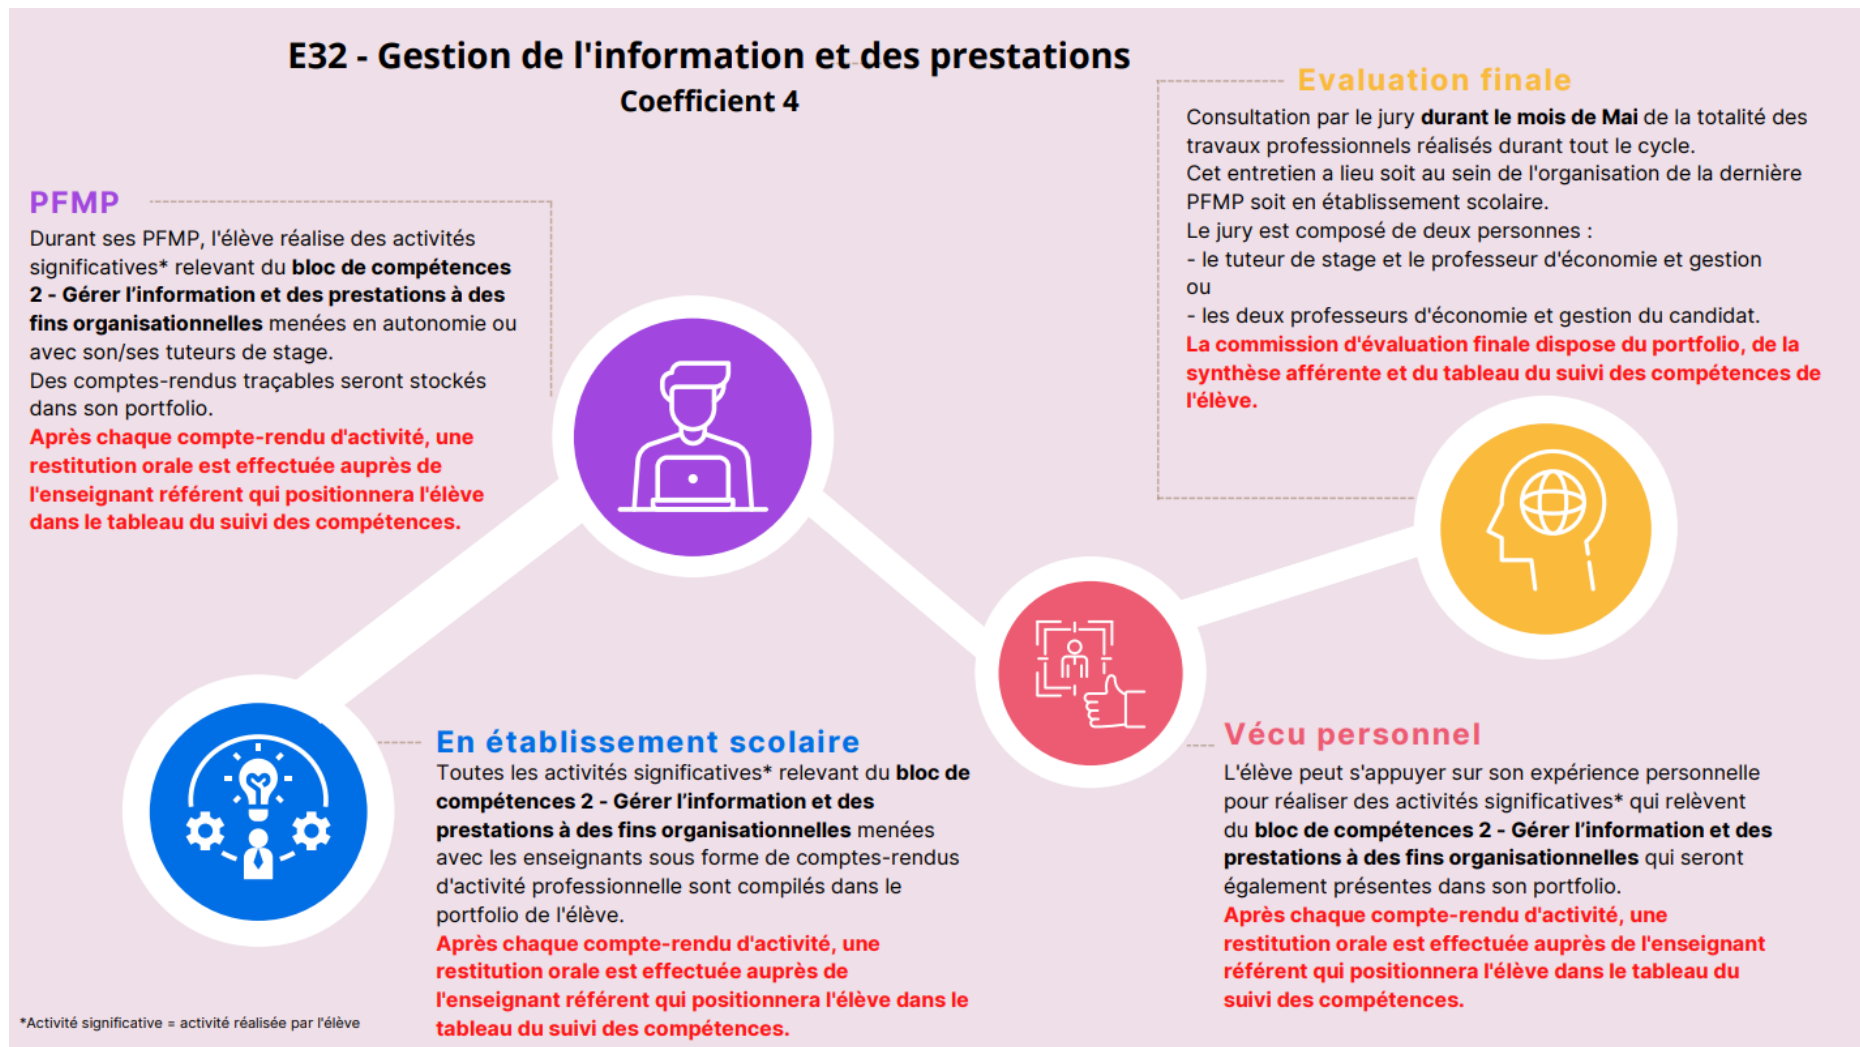 E32 - Gestion de l'information et des prestations
Coefficient 4
PFMP
Durant ses PFMP, l'élève réalise des activités
significatives* relevant du bloc de compétences
2 - Gérer l’information et des prestations à des
fins organisationnelles menées en autonomie ou
avec son/ses tuteurs de stage.
Des comptes-rendus traçables seront stockés
dans son portfolio.
Après chaque compte-rendu d'activité, une
restitution orale est effectuée auprès de
l'enseignant référent qui positionnera l'élève
dans le tableau du suivi des compétences.
Evaluation finale
Consultation par le jury durant le mois de Mai de la totalité des
travaux professionnels réalisés durant tout le cycle.
Cet entretien a lieu soit au sein de l'organisation de la dernière
PFMP soit en établissement scolaire.
Le jury est composé de deux personnes :
- le tuteur de stage et le professeur d'économie et gestion
ou
- les deux professeurs d'économie et gestion du candidat.
La commission d'évaluation finale dispose du portfolio, de la
synthèse afférente et du tableau du suivi des compétences de
l'élève.
En établissement scolaire
Toutes les activités significatives* relevant du bloc de
compétences 2 - Gérer l’information et des
prestations à des fins organisationnelles menées
avec les enseignants sous forme de comptes-rendus
d'activité professionnelle sont compilés dans le
portfolio de l'élève.
Après chaque compte-rendu d'activité, une
restitution orale est effectuée auprès de
l'enseignant référent qui positionnera l'élève dans le
tableau du suivi des compétences.
Vécu personnel
L'élève peut s'appuyer sur son expérience personnelle
pour réaliser des activités significatives* qui relèvent
du bloc de compétences 2 - Gérer l’information et des
prestations à des fins organisationnelles qui seront
également présentes dans son portfolio.
Après chaque compte-rendu d'activité, une
restitution orale est effectuée auprès de l'enseignant
référent qui positionnera l'élève dans le tableau du
suivi des compétences.
*Activité significative = activité réalisée par l'élève